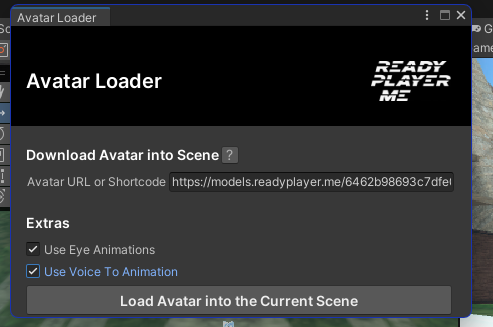 Avatar Loader
Avatar Loader
READY
PLAYER
ME
Download Avatar into Scene ?
Avatar URL or Shortcode https://models.readyplayer.me/6462b98693c7dfe
Extras
Use Eye Animations
Use Voice To Animation
Load Avatar into the Current Scene